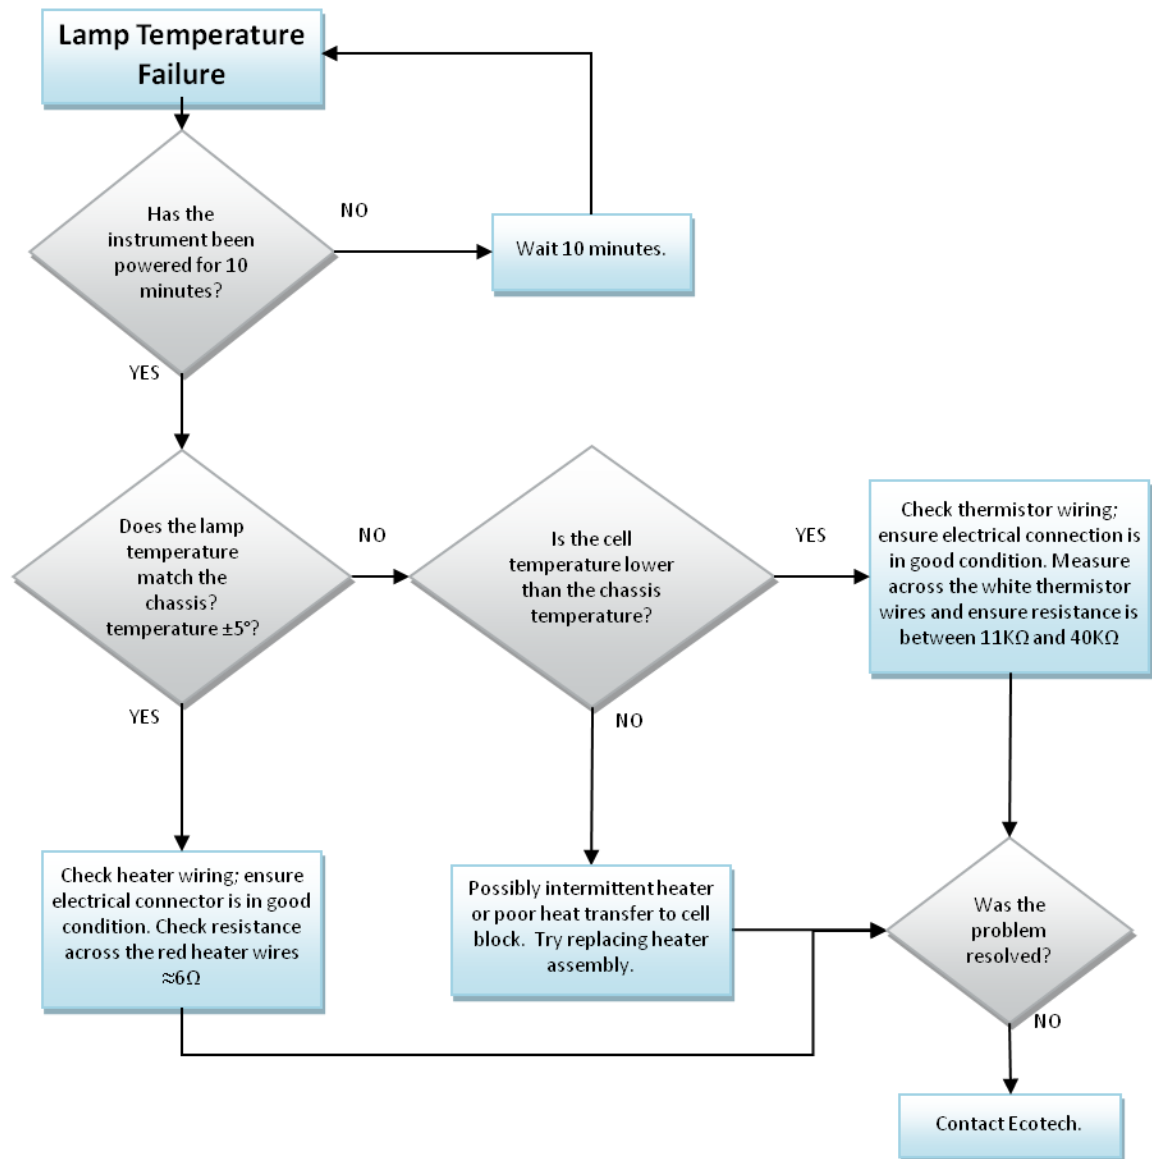 Lamp Temperature
Failure
Has the
instrument been
powered for 10
minutes?
NO
Wait 10 minutes.
YES
Does the lamp
temperature
match the
chassis?
temperature ±5°?
NO
Is the cell
temperature lower
than the chassis
temperature?
YES
Check thermistor wiring;
ensure electrical connection is
in good condition. Measure
across the white thermistor
wires and ensure resistance is
between 11KΩ and 40KΩ
YES
NO
Check heater wiring; ensure
electrical connector is in good
condition. Check resistance
across the red heater wires
≈6Ω
Possibly intermittent heater
or poor heat transfer to cell
block. Try replacing heater
assembly.
Was the
problem
resolved?
NO
Contact Ecotech.